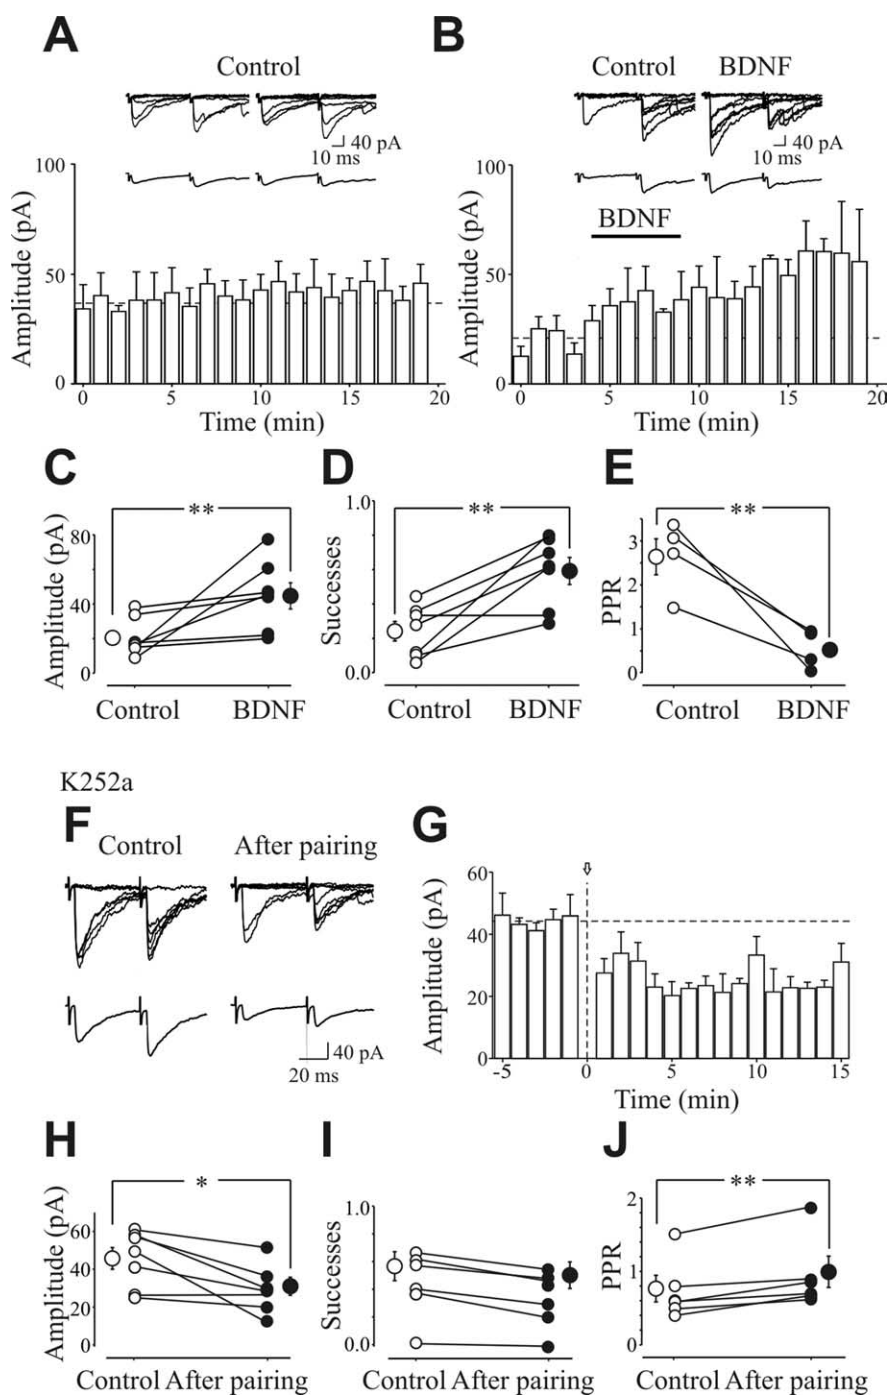 A
B
Control
Control BDNF
40 pA
10 ms
40 pA
10 ms
100
50
0
Amplitude (pA)
0 5 10 15 20
Time (min)
100
50
0
Amplitude (pA)
BDNF
0 5 10 15 20
Time (min)
C
D
E
**
80
40
0
Amplitude (pA)
Control BDNF
**
1.0
0.0
Successes
Control BDNF
**
3
2
1
0
PPR
Control BDNF
K252a
F
G
Control After pairing
40 pA
20 ms
60
40
20
0
Amplitude (pA)
-5 0 5 10 15
Time (min)
H
I
J
*
60
40
20
0
Amplitude (pA)
Control After pairing
1.0
0.0
Successes
Control After pairing
**
2
1
0
PPR
Control After pairing